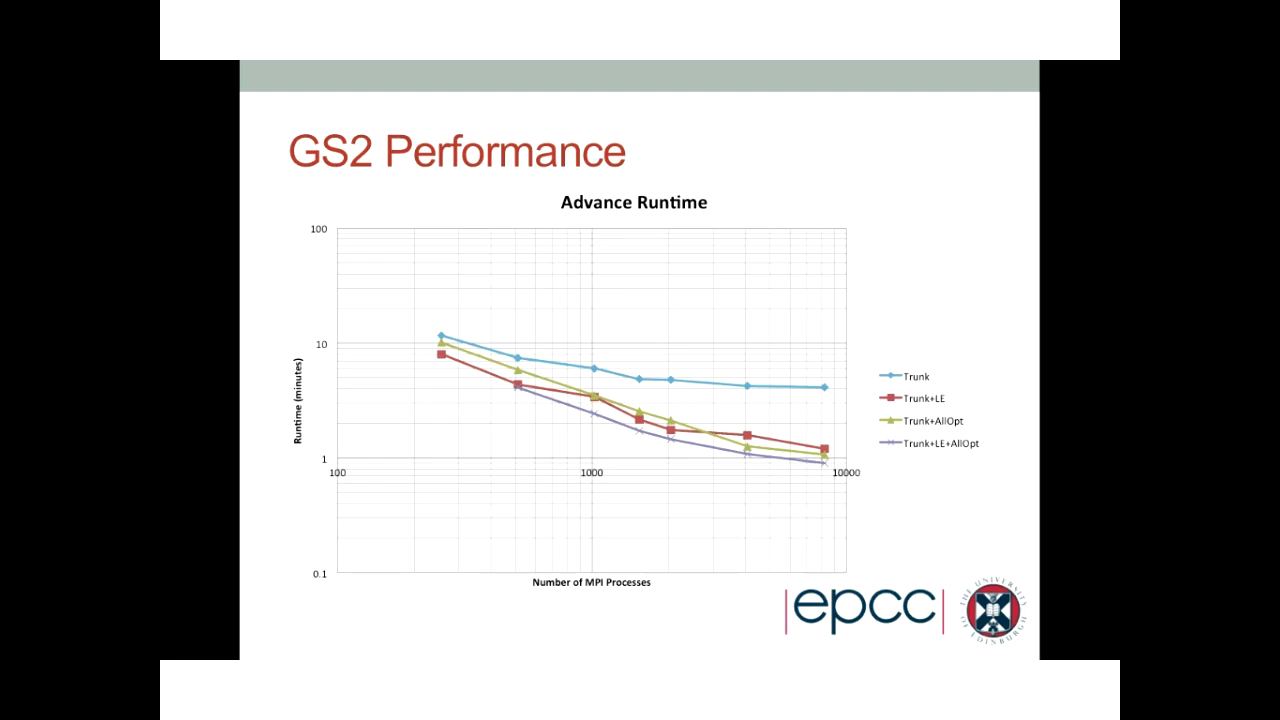 GS2 Performance
Advance Runtime
100
10
1
0.1
Runtime (minutes)
100
1000
10000
Number of MPI Processes
Trunk
Trunk+LE
Trunk+AllOpt
Trunk+LE+AllOpt
epcc
THE UNIVERSITY
OF EDINBURGH